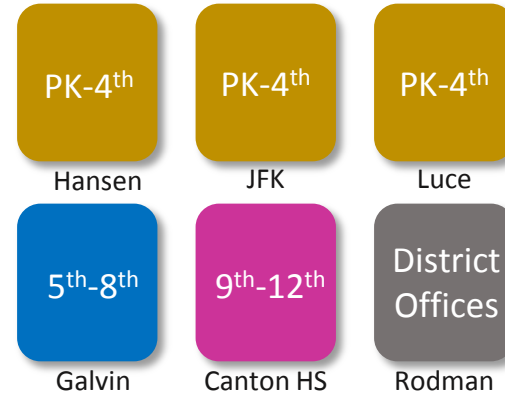 PK-4th
PK-4th
PK-4th
Hansen
JFK
Luce
5th-8th
9th-12th
District
Offices
Galvin
Canton HS
Rodman